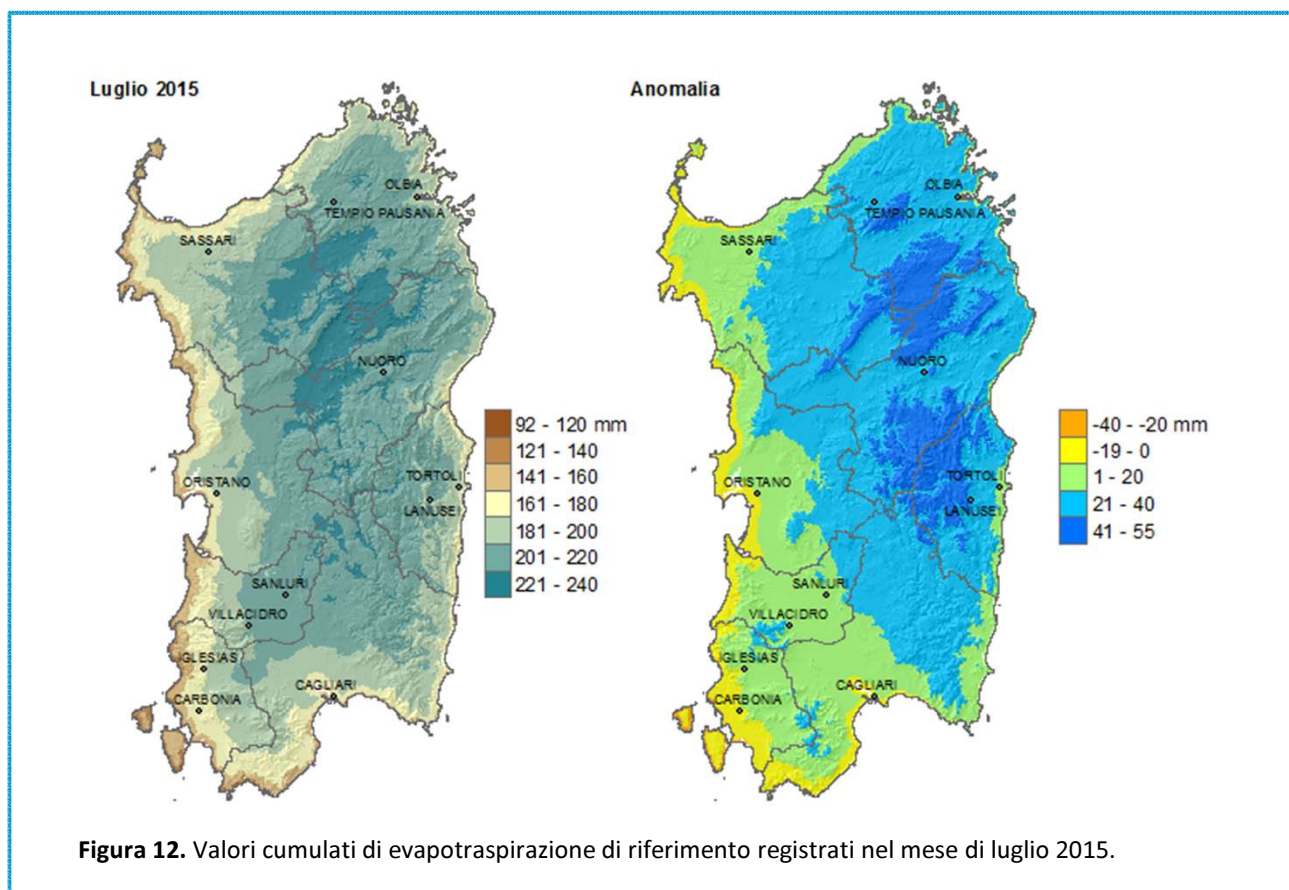 Luglio 2015
OLBIA
TEMPIO PAUSANIA
SASSARI
NUORO
ORISTANO
TORTOLI
LANUSEI
SANLURI
VILLACIDRO
IGLESIAS
CARBONIA
CAGLIARI
92 - 120 mm
121 - 140
141 - 160
161 - 180
181 - 200
201 - 220
221 - 240
Anomalia
OLBIA
TEMPIO PAUSANIA
SASSARI
NUORO
ORISTANO
TORTOLI
LANUSEI
SANLURI
VILLACIDRO
IGLESIAS
CARBONIA
CAGLIARI
-40 - -20 mm
-19 - 0
1 - 20
21 - 40
41 - 55
Figura 12. Valori cumulati di evapotraspirazione di riferimento registrati nel mese di luglio 2015.